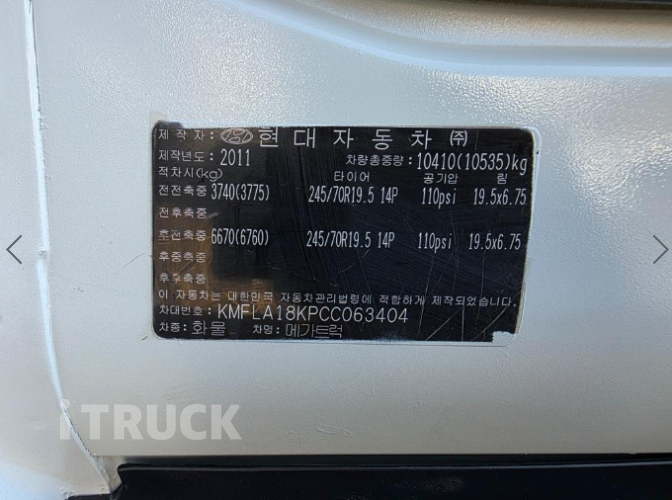 제 작 자: 현 대 자 동 차 ㈜
제작년도: 2011 차량총중량: 10410(10535)kg
적차시(kg) 타이어 공기압 림
전전축중 3740(3775) 245/70R19.5 14P 110psi 19.5x6.75
전후축중
후전축중 6670(6760) 245/70R19.5 14P 110psi 19.5x6.75
후중축중
후후축중
이 자동차는 대한민국 자동차관리법령에 적합하게 제작되었습니다.
차대번호: KMFLA18KPCC063404
차종: 화물 차명: 메가트럭
iTRUCK